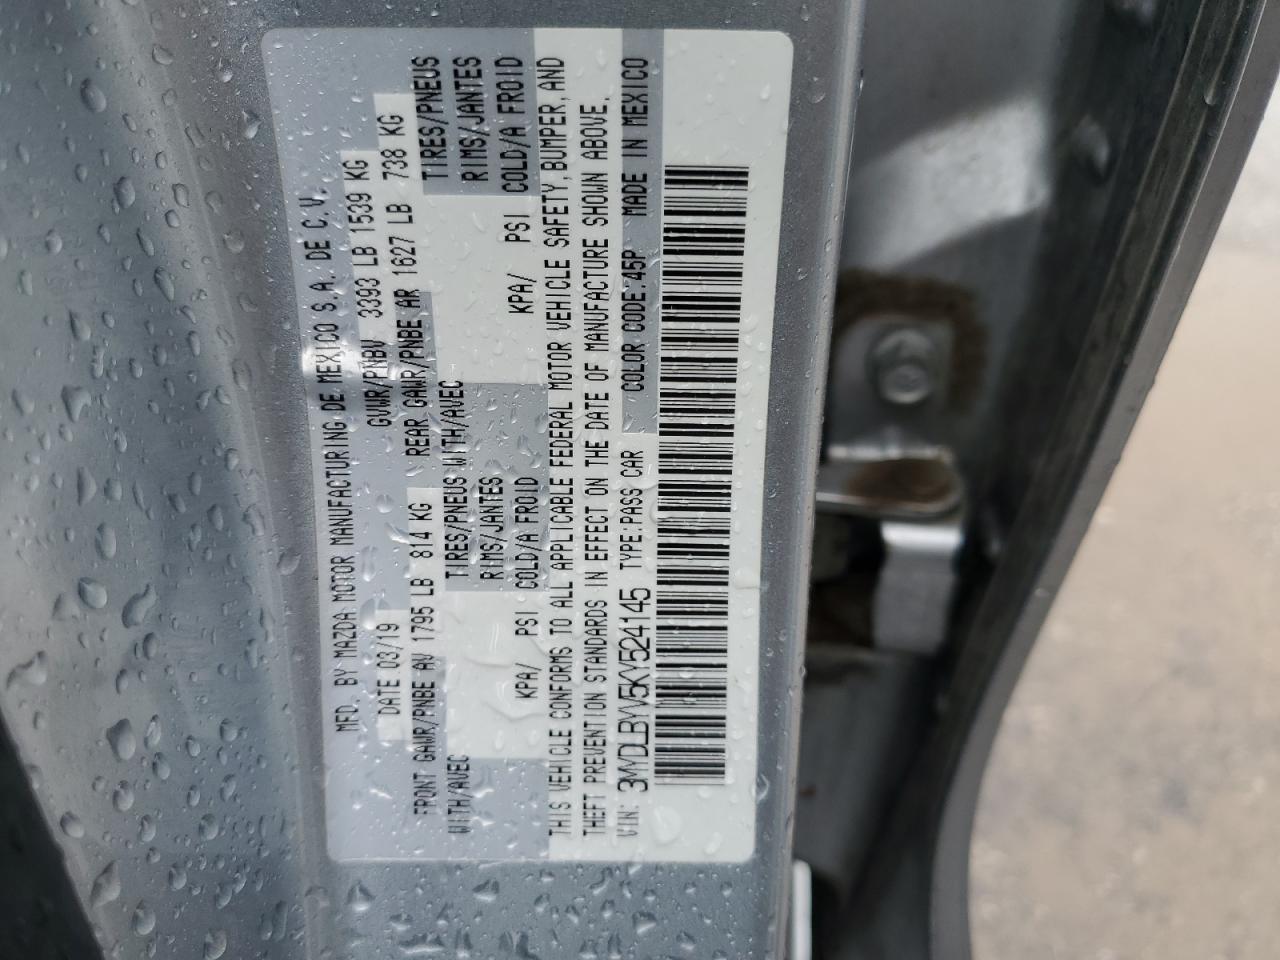 MFD. BY MAZDA MOTOR MANUFACTURING DE MEXICO S.A. DE C.V.
DATE 03/19 GVWR/PNBV 3393 LB 1539 KG
FRONT GAWR/PNBE AV 1795 LB 814 KG REAR GAWR/PNBE AR 1627 LB 738 KG
WITH/AVEC TIRES/PNEUS WITH/AVEC TIRES/PNEUS
RIMS/JANTES RIMS/JANTES
KPA/ PSI COLD/A FROID KPA/ PSI COLD/A FROID
THIS VEHICLE CONFORMS TO ALL APPLICABLE FEDERAL MOTOR VEHICLE SAFETY, BUMPER, AND
THEFT PREVENTION STANDARDS IN EFFECT ON THE DATE OF MANUFACTURE SHOWN ABOVE.
VIN: 3MYDLBYV5KY524145 TYPE:PASS CAR COLOR CODE:45P MADE IN MEXICO